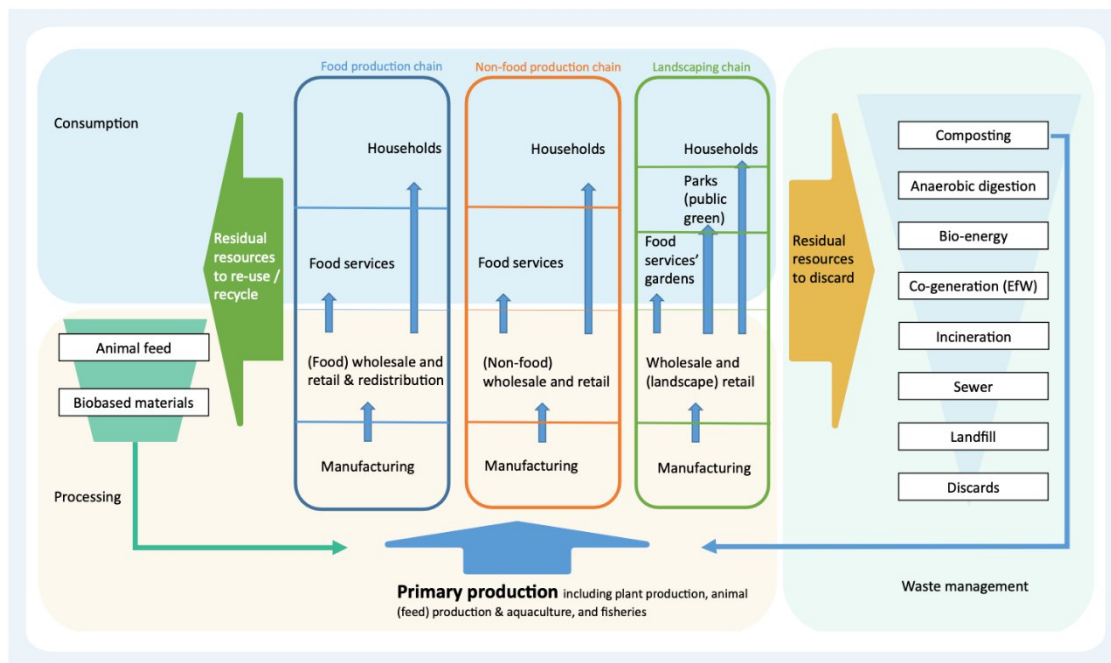 Food production chain
Non-food production chain
Landscaping chain
Consumption
Households
Households
Households
Parks
(public
green)
Residual
resources
to re-use /
recycle
Food services
Food services
Food
services’
gardens
Residual
resources
to discard
Composting
Anaerobic digestion
Bio-energy
Co-generation (EfW)
Incineration
Sewer
Landfill
Discards
Animal feed
Biobased materials
(Food) wholesale and
retail & redistribution
(Non-food)
wholesale and retail
Wholesale and
(landscape) retail
Manufacturing
Manufacturing
Manufacturing
Processing
Primary production including plant production, animal
(feed) production & aquaculture, and fisheries
Waste management